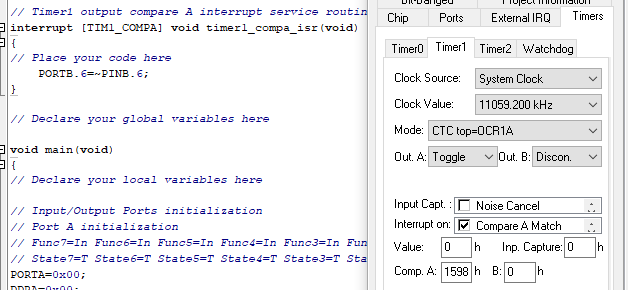 // Timer1 output compare A interrupt service routin
interrupt [TIM1_COMPA] void timer1_compa_isr(void)
{
// Place your code here
PORTB.6=~PINB.6;
}
// Declare your global variables here
void main(void)
{
// Declare your local variables here
// Input/Output Ports initialization
// Port A initialization
// Func7=In Func6=In Func5=In Func4=In Func3=In Fun
// State7=T State6=T State5=T State4=T State3=T Sta
PORTA=0x00;
DDRA=0x00;
Bit-Banged Project Information
Chip Ports External IRQ Timers
Timer0 Timer1 Timer2 Watchdog
Clock Source: System Clock
Clock Value: 11059.200 kHz
Mode: CTC top=OCR1A
Out. A: Toggle Out. B: Discon.
Input Capt. : Noise Cancel
Interrupt on: Compare A Match
Value: 0 h Inp. Capture: 0 h
Comp. A: 1598 h B: 0 h